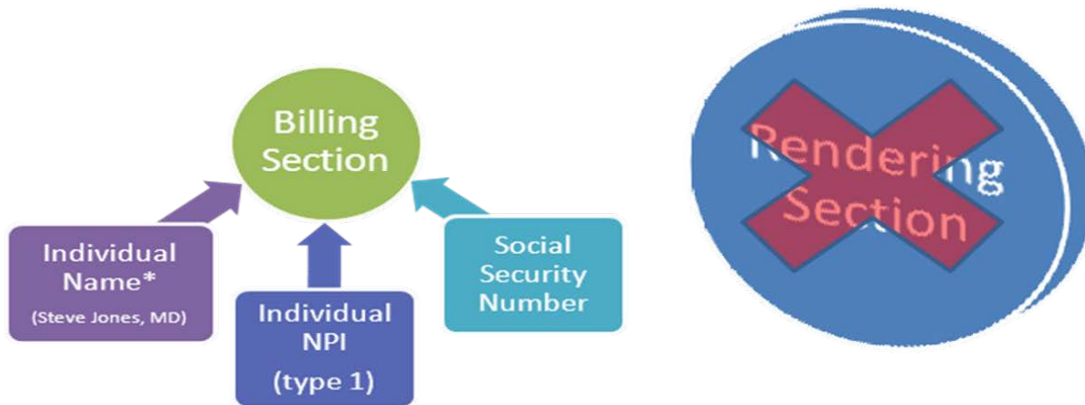 Billing
Section
Individual
Name*
(Steve Jones, MD)
Individual
NPI
(type 1)
Social
Security
Number
Rendering
Section